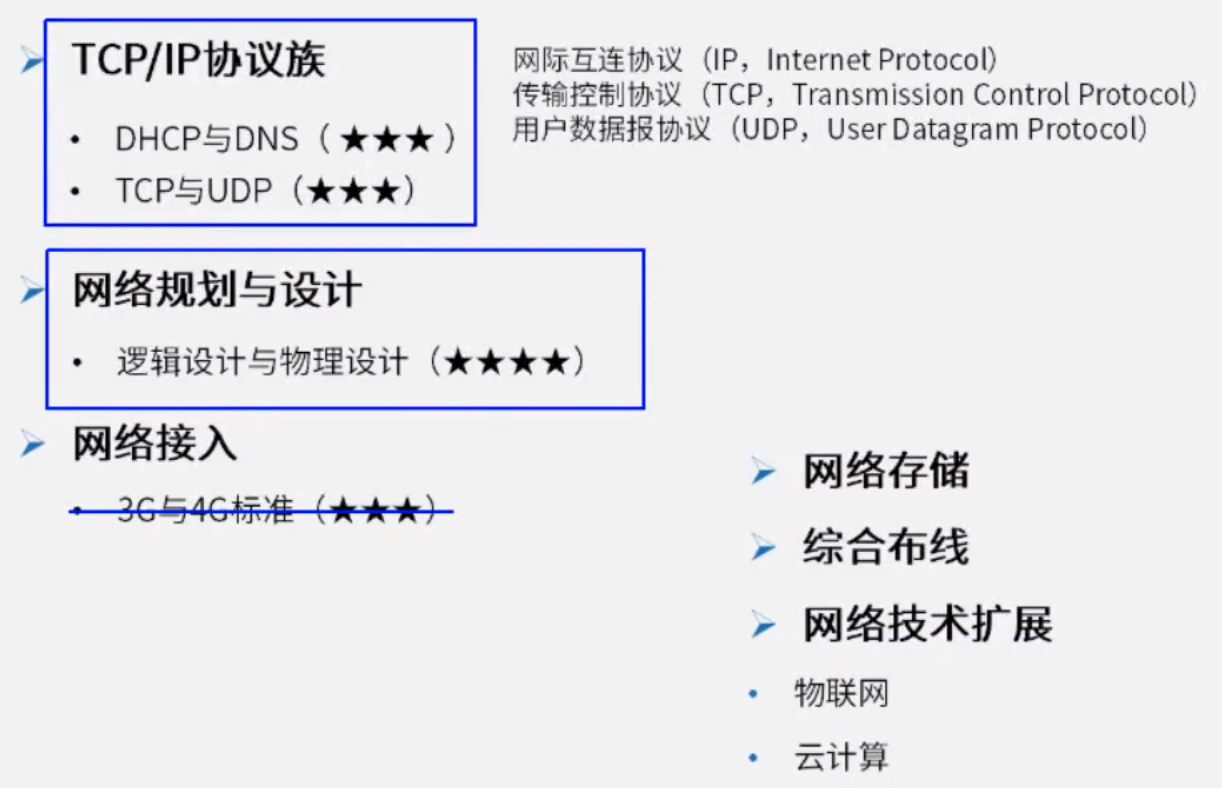 TCP/IP协议族
网际互连协议（IP，Internet Protocol）
传输控制协议（TCP，Transmission Control Protocol）
用户数据报协议（UDP，User Datagram Protocol）
• DHCP与DNS（ ★★★ ）
• TCP与UDP（★★★）
网络规划与设计
• 逻辑设计与物理设计（★★★★）
网络接入
• 3G与4G标准（★★★）
网络存储
综合布线
网络技术扩展
• 物联网
• 云计算